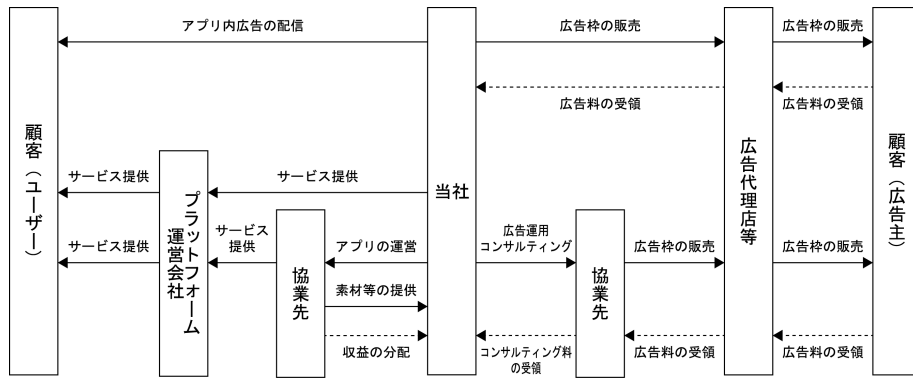 アプリ内広告の配信
広告枠の販売
広告枠の販売
広告料の受領
広告料の受領
顧客（ユーザー）
サービス提供
プラットフォーム
運営会社
サービス提供
当社
広告代理店等
顧客（広告主）
サービス提供
サービス
提供
協業先
アプリの運営
広告運用
コンサルティング
協業先
広告枠の販売
広告枠の販売
素材等の提供
収益の分配
コンサルティング料
の受領
広告料の受領
広告料の受領